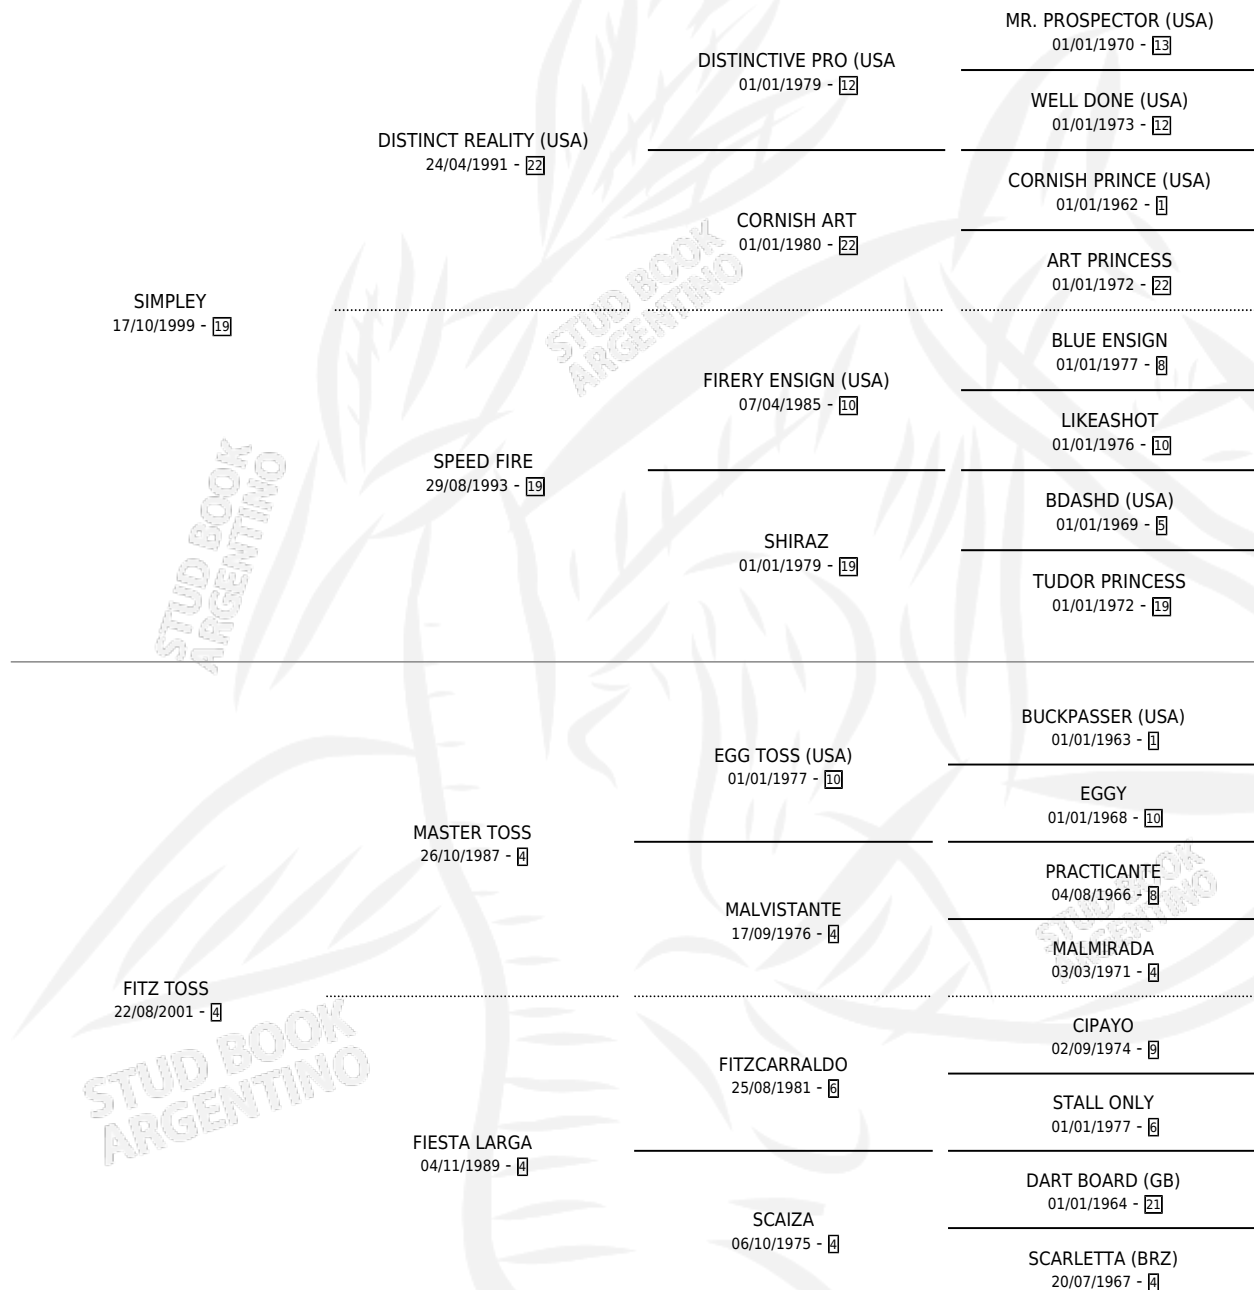 MR. PROSPECTOR (USA)
01/01/1970 - 13
DISTINCTIVE PRO (USA
01/01/1979 - 12
WELL DONE (USA)
01/01/1973 - 12
DISTINCT REALITY (USA)
24/04/1991 - 22
CORNISH PRINCE (USA)
01/01/1962 - 1
CORNISH ART
01/01/1980 - 22
ART PRINCESS
01/01/1972 - 22
SIMPLEY
17/10/1999 - 19
STUD BOOK
ARGENTINO
BLUE ENSIGN
01/01/1977 - 8
FIRERY ENSIGN (USA)
07/04/1985 - 10
LIKEASHOT
01/01/1976 - 10
SPEED FIRE
29/08/1993 - 19
BDASHD (USA)
01/01/1969 - 5
SHIRAZ
01/01/1979 - 19
TUDOR PRINCESS
01/01/1972 - 19
STUD BOOK
ARGENTINO
BUCKPASSER (USA)
01/01/1963 - 1
EGG TOSS (USA)
01/01/1977 - 10
EGGY
01/01/1968 - 10
MASTER TOSS
26/10/1987 - 4
PRACTICANTE
04/08/1966 - 8
MALVISTANTE
17/09/1976 - 4
STUD BOOK
ARGENTINO
MALMIRADA
03/03/1971 - 4
FITZ TOSS
22/08/2001 - 4
STUD BOOK
ARGENTINO
CIPAYO
02/09/1974 - 9
FITZCARRALDO
25/08/1981 - 6
STALL ONLY
01/01/1977 - 6
FIESTA LARGA
04/11/1989 - 4
DART BOARD (GB)
01/01/1964 - 21
SCAIZA
06/10/1975 - 4
SCARLETTA (BRZ)
20/07/1967 - 4